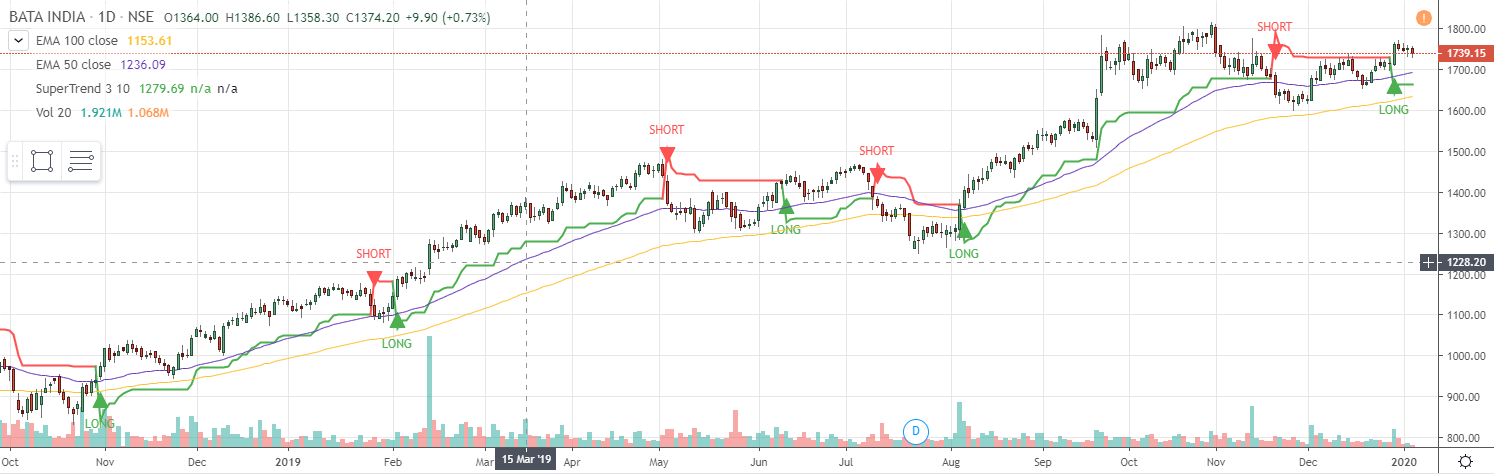 BATA INDIA · 1D · NSE O1364.00 H1386.60 L1358.30 C1374.20 +9.90 (+0.73%)
EMA 100 close 1153.61
EMA 50 close 1236.09
SuperTrend 3 10 1279.69 n/a n/a
Vol 20 1.921M 1.068M
!
SHORT
SHORT
SHORT
SHORT
LONG
LONG
LONG
LONG
LONG
D
1800.00
1739.15
1700.00
1600.00
1500.00
1400.00
1300.00
1228.20
1200.00
1100.00
1000.00
900.00
800.00
Oct Nov Dec 2019 Feb Mar 15 Mar '19 Apr May Jun Jul Aug Sep Oct Nov Dec 2020